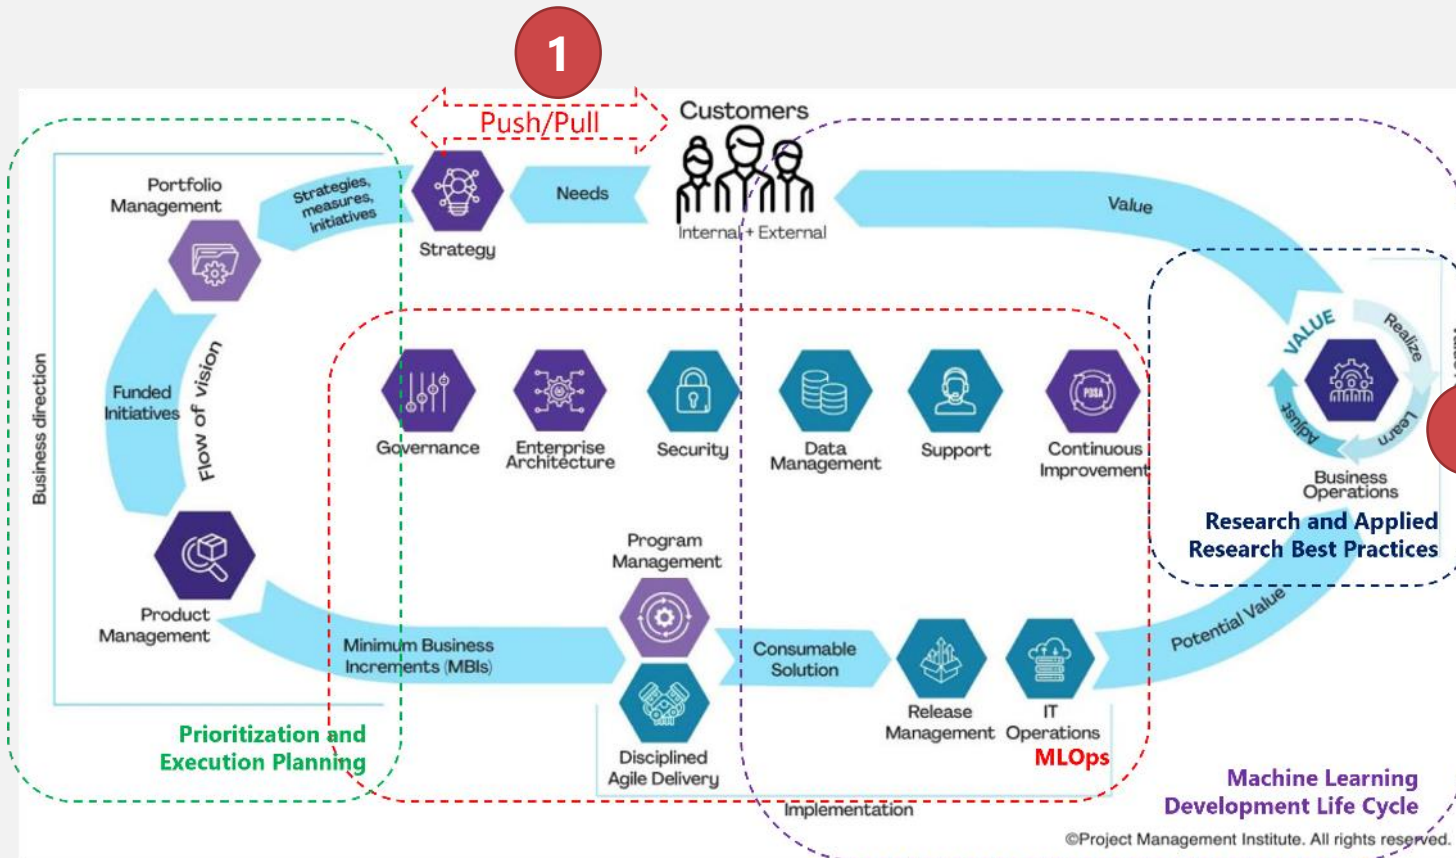 1
Push/Pull
Customers
Internal + External
Needs
Strategy
Strategies,
measures,
initiatives
Portfolio
Management
Value
Business direction
Funded
Initiatives
Flow of vision
Governance
Enterprise
Architecture
Security
Data
Management
Support
PDSA
Continuous
Improvement
VALUE
Realize
Learn
Adjust
Business
Operations
Research and Applied
Research Best Practices
Product
Management
Minimum Business
Increments (MBIs)
Program
Management
Disciplined
Agile Delivery
Consumable
Solution
Release
Management
IT
Operations
Potential Value
Prioritization and
Execution Planning
MLOps
Implementation
Machine Learning
Development Life Cycle
©Project Management Institute. All rights reserved.